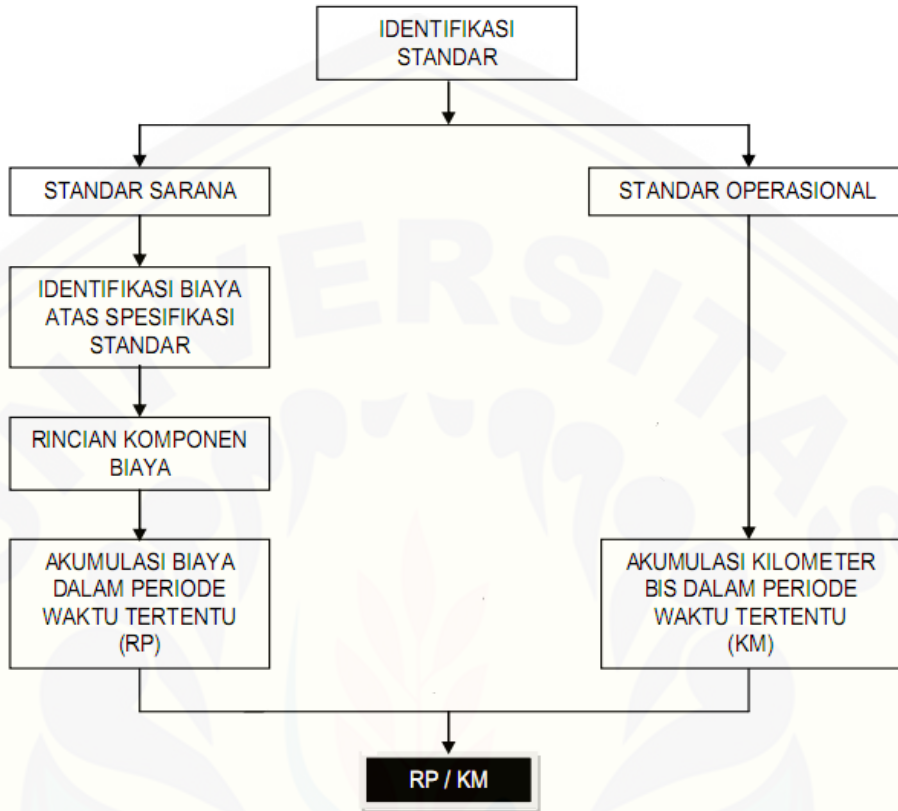 IDENTIFIKASI
STANDAR
STANDAR SARANA
STANDAR OPERASIONAL
IDENTIFIKASI BIAYA
ATAS SPESIFIKASI
STANDAR
RINCIAN KOMPONEN
BIAYA
AKUMULASI BIAYA
DALAM PERIODE
WAKTU TERTENTU
(RP)
AKUMULASI KILOMETER
BIS DALAM PERIODE
WAKTU TERTENTU
(KM)
RP / KM
UNIVERSITAS